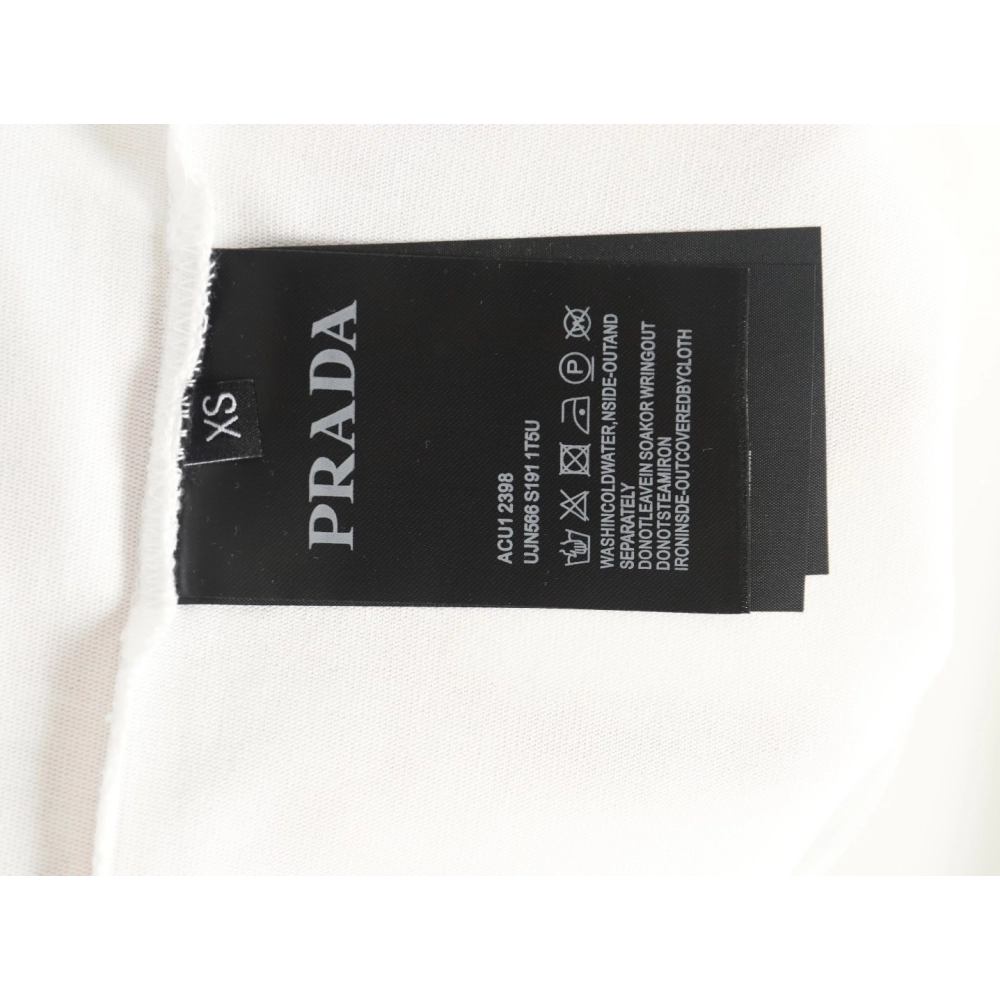 XS
PRADA
ACU1 2398
UJN566 S191 1T5U
P
WASHINCOLDWATER,NSIDE-OUTAND
SEPARATELY
DONOTLEAVEIN SOAKOR WRINGOUT
DONOTSTEAMIRON
IRONINSDE-OUTCOVEREDBYCLOTH